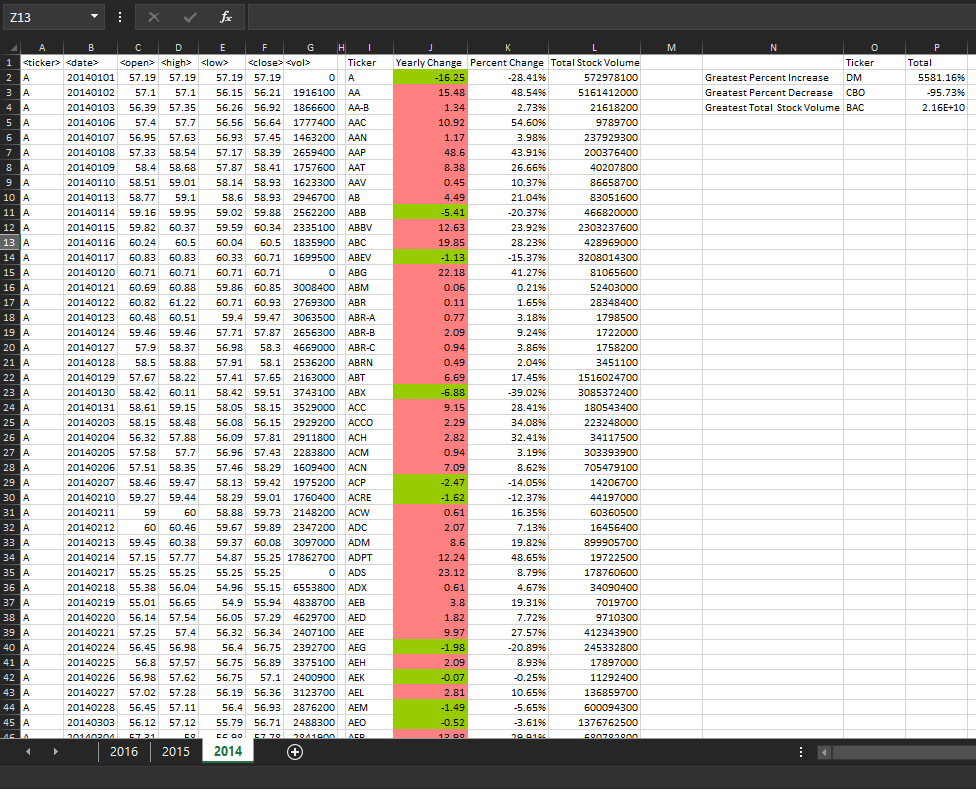 Z13 fx
A B C D E F G H I J K L M N O P
1 <ticker> <date> <open> <high> <low> <close> <vol> Ticker Yearly Change Percent Change Total Stock Volume Ticker Total
2 A 20140101 57.19 57.19 57.19 57.19 0 A -16.25 -28.41% 572978100 Greatest Percent Increase DM 5581.16%
3 A 20140102 57.1 57.1 56.15 56.21 1916100 AA 15.48 48.54% 5161412000 Greatest Percent Decrease CBO -95.73%
4 A 20140103 56.39 57.35 56.26 56.92 1866600 AA-B 1.34 2.73% 21618200 Greatest Total Stock Volume BAC 2.16E+10
5 A 20140106 57.4 57.7 56.56 56.64 1777400 AAC 10.92 54.60% 9789700
6 A 20140107 56.95 57.63 56.93 57.45 1463200 AAN 1.17 3.98% 237929300
7 A 20140108 57.33 58.54 57.17 58.39 2659400 AAP 48.6 43.91% 200376400
8 A 20140109 58.4 58.68 57.87 58.41 1757600 AAT 8.38 26.66% 40207800
9 A 20140110 58.51 59.01 58.14 58.93 1623300 AAV 0.45 10.37% 86658700
10 A 20140113 58.77 59.1 58.6 58.93 2946700 AB 4.49 21.04% 83051600
11 A 20140114 59.16 59.95 59.02 59.88 2562200 ABB -5.41 -20.37% 466820000
12 A 20140115 59.82 60.37 59.59 60.34 2335100 ABBV 12.63 23.92% 2303237600
13 A 20140116 60.24 60.5 60.04 60.5 1835900 ABC 19.85 28.23% 428969000
14 A 20140117 60.83 60.83 60.33 60.71 1699500 ABEV -1.13 -15.37% 3208014300
15 A 20140120 60.71 60.71 60.71 60.71 0 ABG 22.18 41.27% 81065600
16 A 20140121 60.69 60.88 59.86 60.85 3008400 ABM 0.06 0.21% 52403000
17 A 20140122 60.82 61.22 60.71 60.93 2769300 ABR 0.11 1.65% 28348400
18 A 20140123 60.48 60.51 59.4 59.47 3063500 ABR-A 0.77 3.18% 1798500
19 A 20140124 59.46 59.46 57.71 57.87 2656300 ABR-B 2.09 9.24% 1722000
20 A 20140127 57.9 58.37 56.98 58.3 4669000 ABR-C 0.94 3.86% 1758200
21 A 20140128 58.5 58.88 57.91 58.1 2536200 ABRN 0.49 2.04% 3451100
22 A 20140129 57.67 58.22 57.41 57.65 2163000 ABT 6.69 17.45% 1516024700
23 A 20140130 58.42 60.11 58.42 59.51 3743100 ABX -6.88 -39.02% 3085372400
24 A 20140131 58.61 59.15 58.05 58.15 3529000 ACC 9.15 28.41% 180543400
25 A 20140203 58.15 58.48 56.08 56.15 2929200 ACCO 2.29 34.08% 223248000
26 A 20140204 56.32 57.88 56.09 57.81 2911800 ACH 2.82 32.41% 34117500
27 A 20140205 57.58 57.7 56.96 57.43 2283800 ACM 0.94 3.19% 303393900
28 A 20140206 57.51 58.35 57.46 58.29 1609400 ACN 7.09 8.62% 705479100
29 A 20140207 58.46 59.47 58.13 59.42 1975200 ACP -2.47 -14.05% 14206700
30 A 20140210 59.27 59.44 58.29 59.01 1760400 ACRE -1.62 -12.37% 44197000
31 A 20140211 59 60 58.88 59.73 2148200 ACW 0.61 16.35% 60360500
32 A 20140212 60 60.46 59.67 59.89 2347200 ADC 2.07 7.13% 16456400
33 A 20140213 59.45 60.38 59.37 60.08 3097000 ADM 8.6 19.82% 899905700
34 A 20140214 57.15 57.77 54.87 55.25 17862700 ADPT 12.24 48.65% 19722500
35 A 20140217 55.25 55.25 55.25 55.25 0 ADS 23.12 8.79% 178760600
36 A 20140218 55.38 56.04 54.96 55.15 6553800 ADX 0.61 4.67% 34090400
37 A 20140219 55.01 56.65 54.9 55.94 4838700 AEB 3.8 19.31% 7019700
38 A 20140220 56.14 57.54 56.05 57.29 4629700 AED 1.82 7.72% 9710300
39 A 20140221 57.25 57.4 56.32 56.34 2407100 AEE 9.97 27.57% 412343900
40 A 20140224 56.45 56.98 56.4 56.75 2392700 AEG -1.98 -20.89% 245332800
41 A 20140225 56.8 57.57 56.75 56.89 3375100 AEH 2.09 8.93% 17897000
42 A 20140226 56.98 57.62 56.75 57.1 2400900 AEK -0.07 -0.25% 11292400
43 A 20140227 57.02 57.28 56.19 56.36 3123700 AEL 2.81 10.65% 136859700
44 A 20140228 56.45 57.11 56.4 56.93 2876200 AEM -1.49 -5.65% 600094300
45 A 20140303 56.12 57.12 55.79 56.71 2488300 AEO -0.52 -3.61% 1376762500
46 A 20140304 57.31 58 56.98 57.78 2841900 AEP 13.98 29.91% 680782800
2016 2015 2014